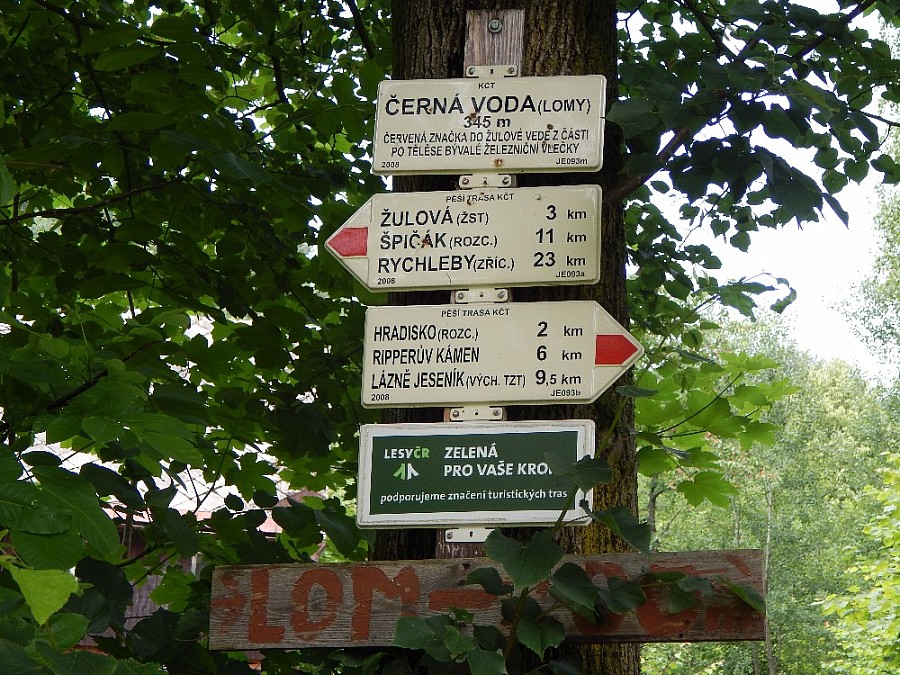 KČT
ČERNÁ VODA (LOMY)
345 m
ČERVENÁ ZNAČKA DO ŽULOVÉ VEDE Z ČÁSTI
PO TĚLESE BÝVALÉ ŽELEZNIČNÍ VLEČKY
2008 JE093m
PĚŠÍ TRASA KČT
ŽULOVÁ (ŽST) 3 km
ŠPIČÁK (ROZC.) 11 km
RYCHLEBY (ZŘÍC.) 23 km
2008 JE093a
PĚŠÍ TRASA KČT
HRADISKO (ROZC.) 2 km
RIPPERŮV KÁMEN 6 km
LÁZNĚ JESENÍK (VÝCH. TZT) 9,5 km
2008 JE093b
LESY ČR ZELENÁ
PRO VAŠE
podporujeme značení turistických tras
LOM